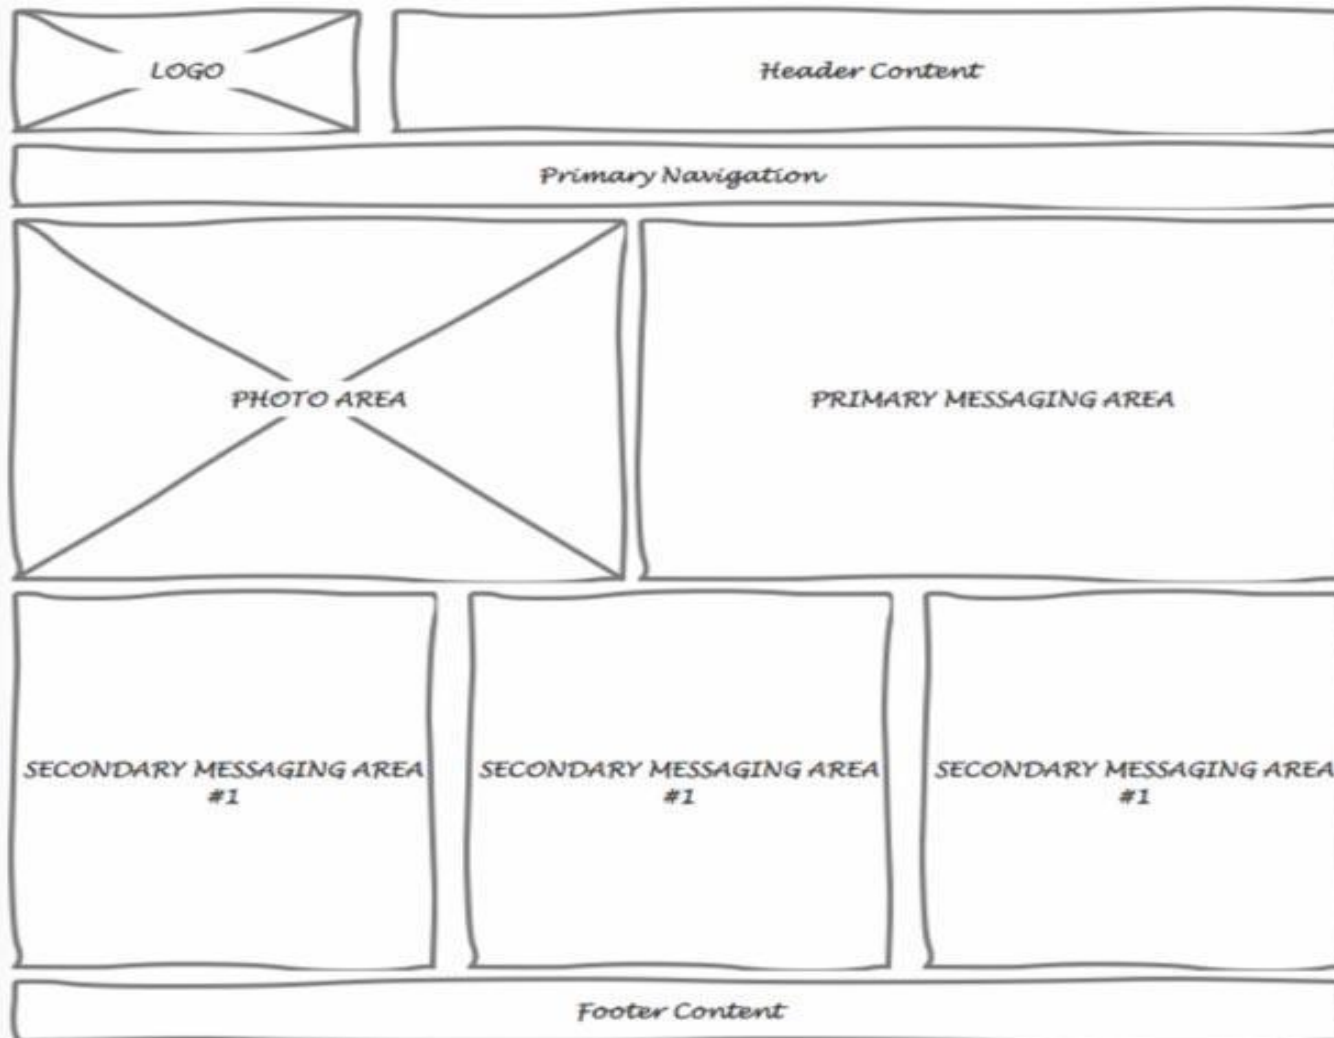 LOGO
Header Content
Primary Navigation
PHOTO AREA
PRIMARY MESSAGING AREA
SECONDARY MESSAGING AREA
#1
SECONDARY MESSAGING AREA
#1
SECONDARY MESSAGING AREA
#1
Footer Content